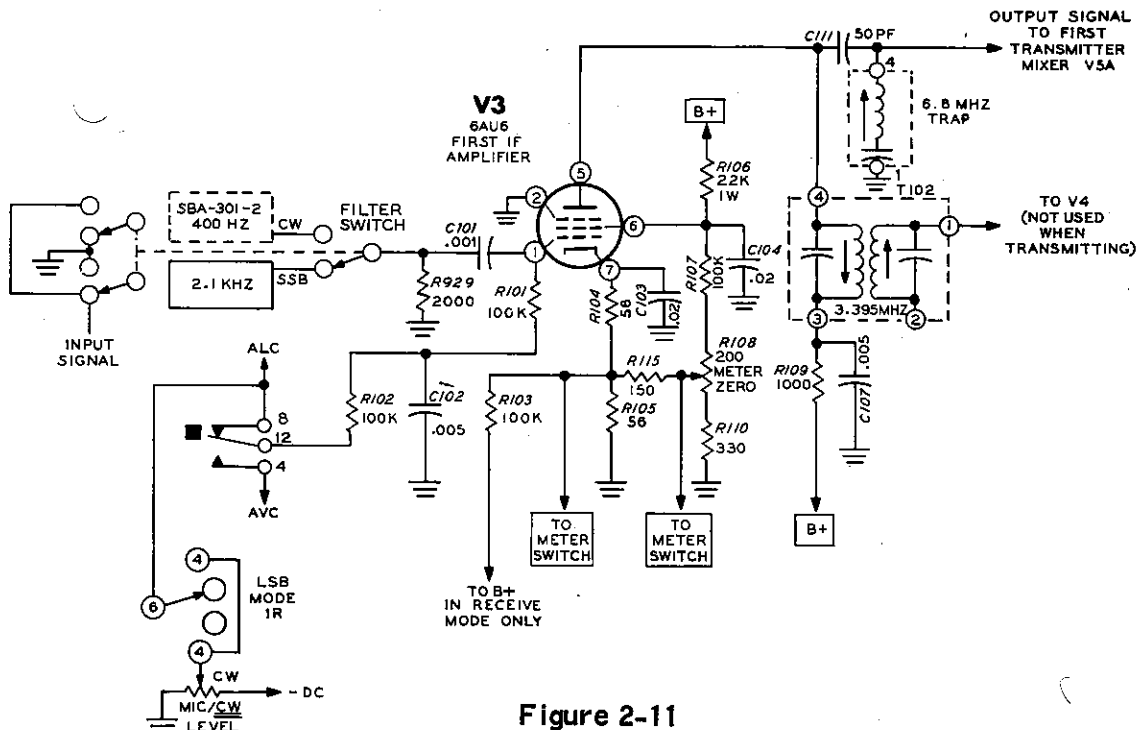 OUTPUT SIGNAL
TO FIRST
TRANSMITTER
MIXER V5A
C111
50PF
4
6.8 MHZ
TRAP
1
T102
V3
6AU6
FIRST IF
AMPLIFIER
B+
R106
22K
1W
5
2
6
1
7
SBA-301-2
400 HZ
CW
FILTER
SWITCH
2.1 KHZ
SSB
C101
.001
R929
2000
R101
100K
R104
56
C103
.02
R107
100K
C104
.02
4
1
TO V4
(NOT USED
WHEN
TRANSMITTING)
3.395MHZ
3
2
INPUT
SIGNAL
ALC
8
12
4
AVC
R102
100K
C102
.005
R103
100K
R115
150
R105
56
R108
200
METER
ZERO
R110
330
R109
1000
.005
C107
TO
METER
SWITCH
TO
METER
SWITCH
B+
TO B+
IN RECEIVE
MODE ONLY
4
6
LSB
MODE
1R
4
CW
-DC
MIC/CW
LEVEL
Figure 2-11